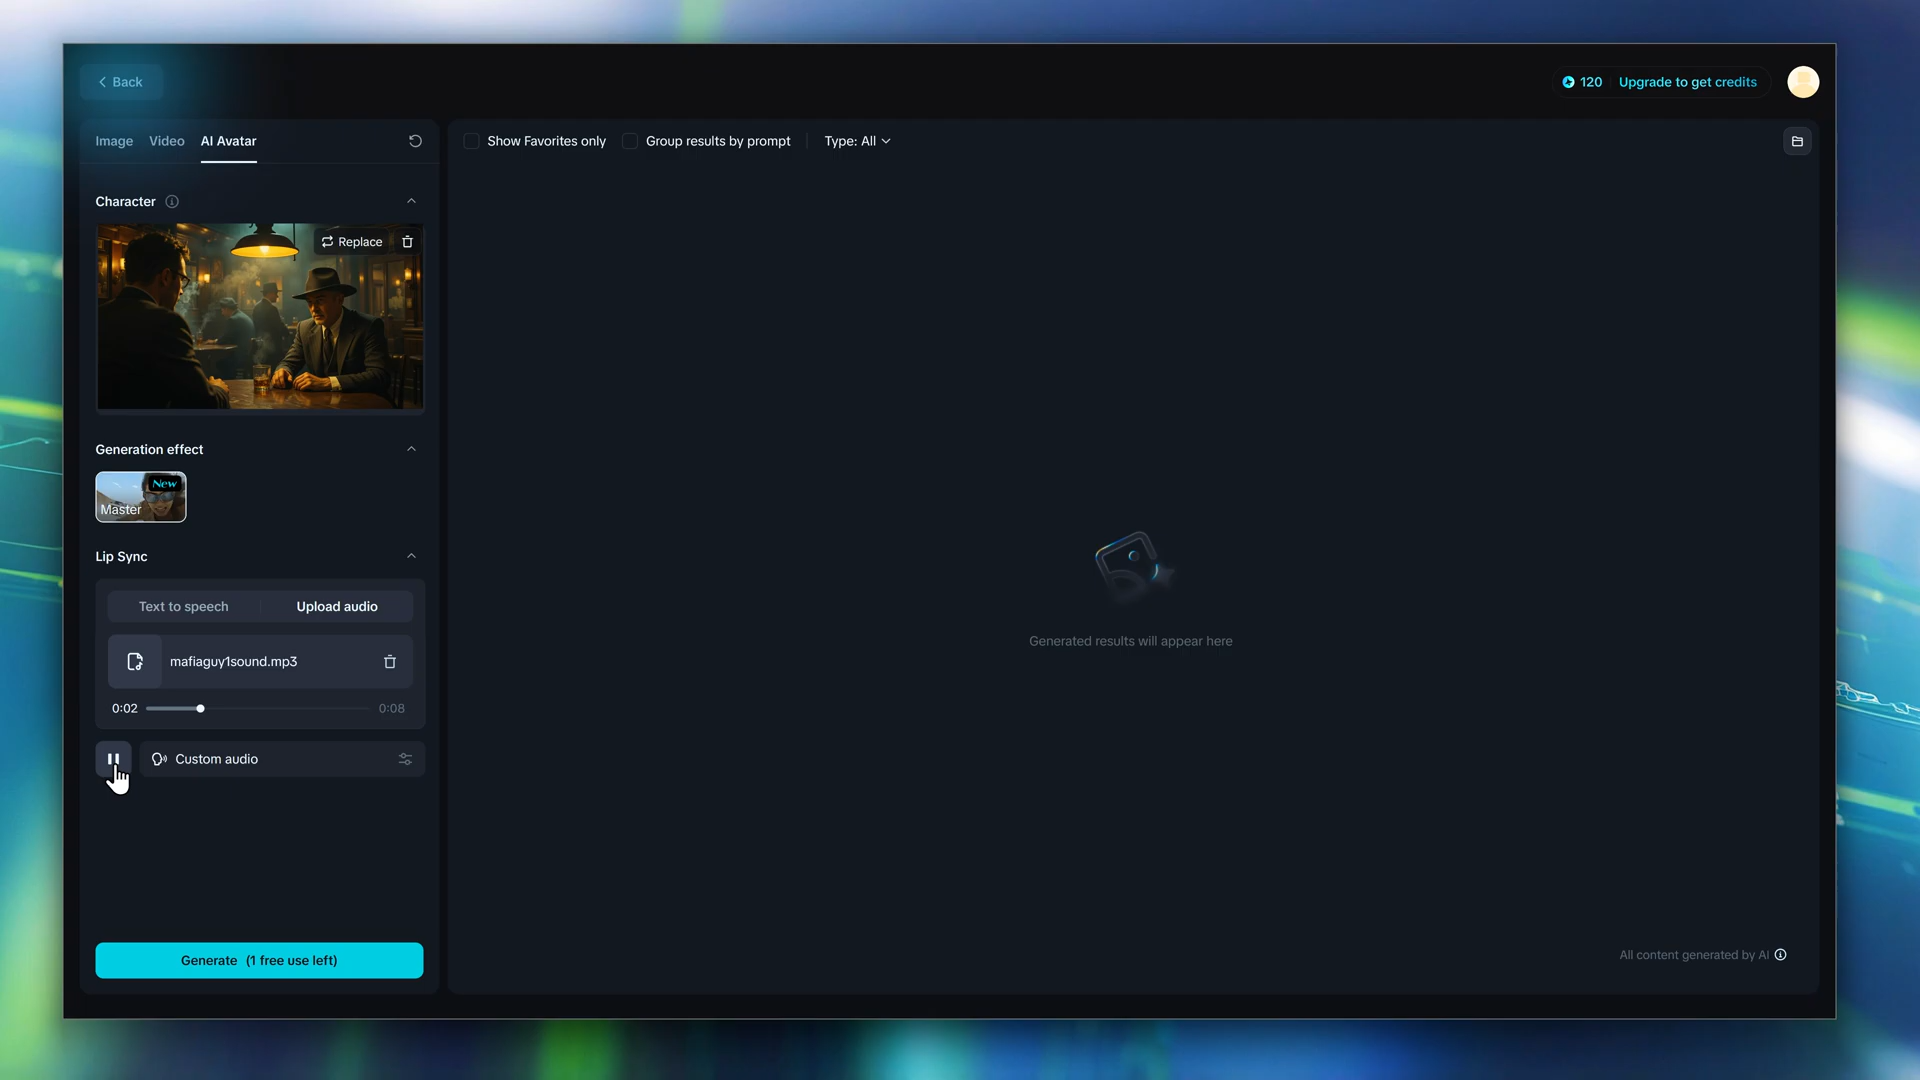 Back
120 Upgrade to get credits
Image Video AI Avatar
Show Favorites only Group results by prompt Type: All
Character
Replace
Generation effect
New
Master
Lip Sync
Text to speech Upload audio
mafiaguy1sound.mp3
0:02 0:08
Custom audio
Generated results will appear here
Generate (1 free use left)
All content generated by AI